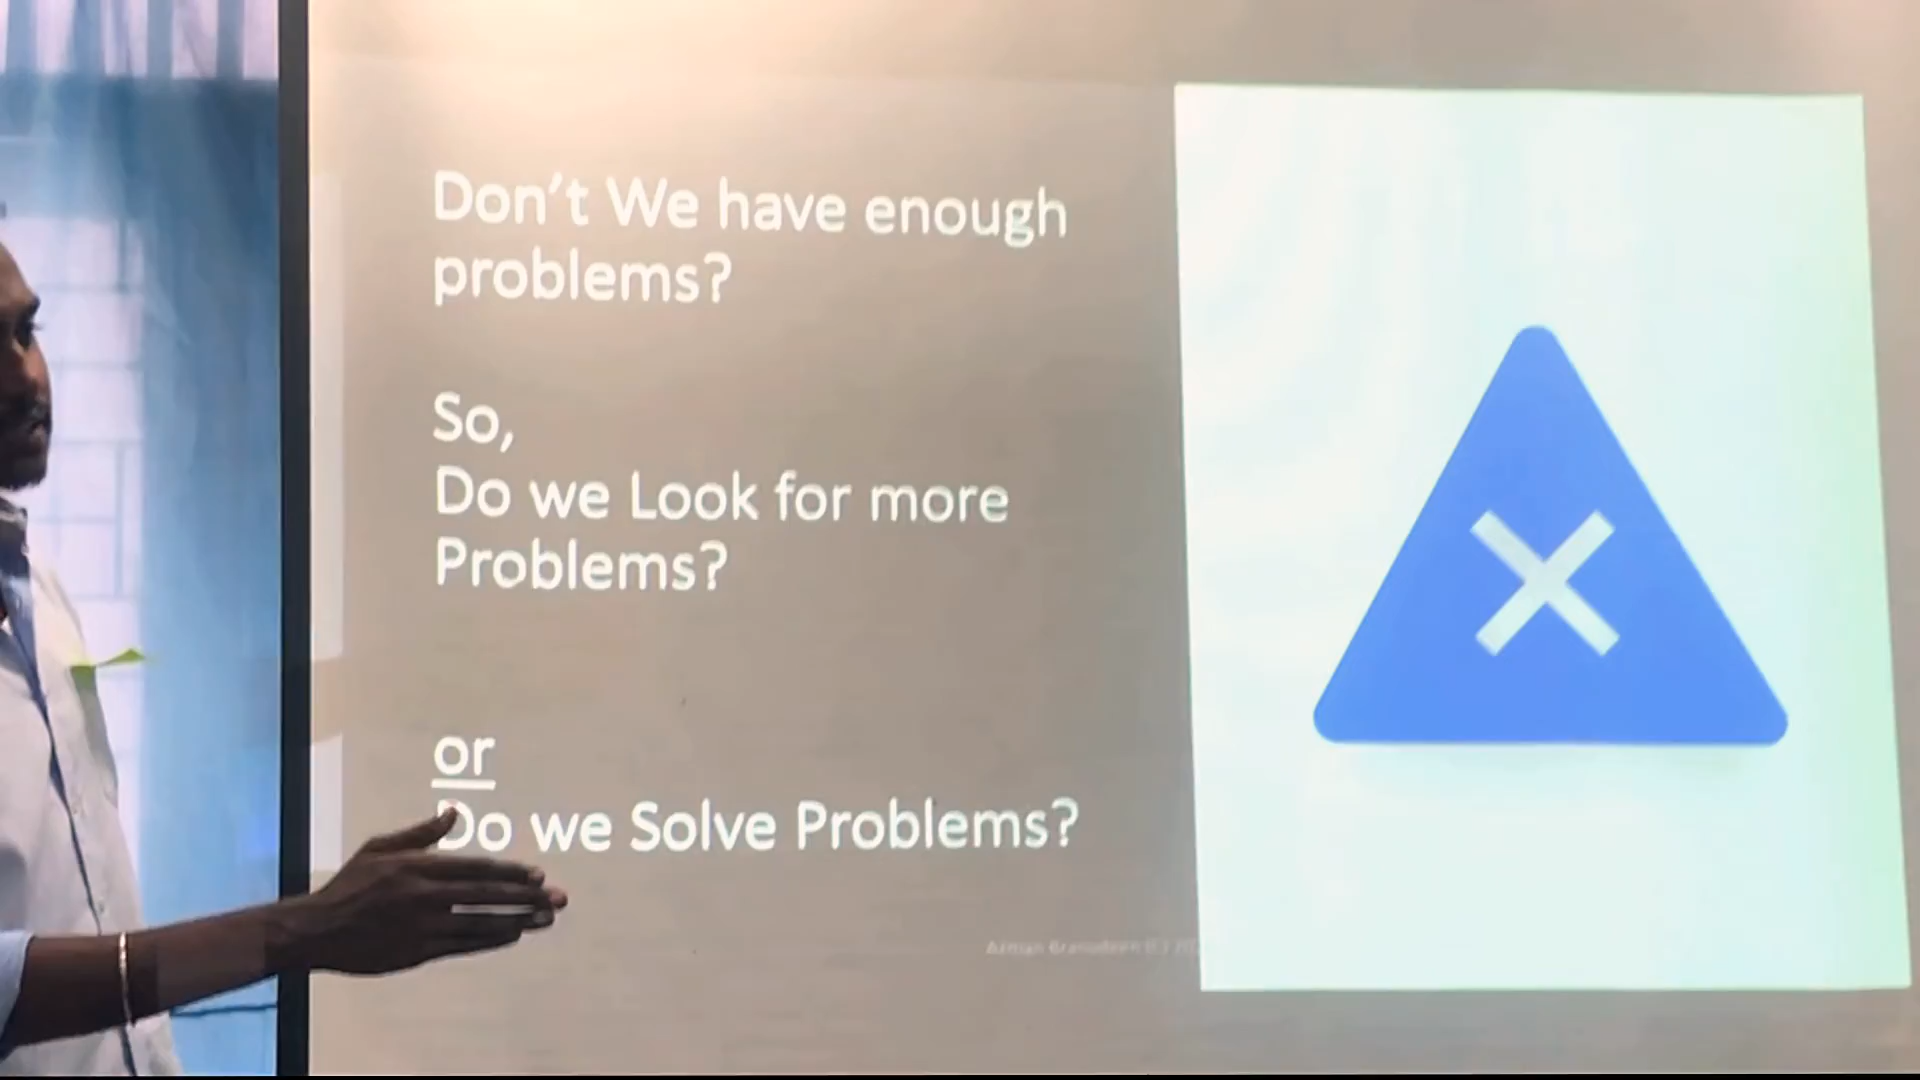 Don't We have enough
problems?
So,
Do we Look for more
Problems?
or
Do we Solve Problems?